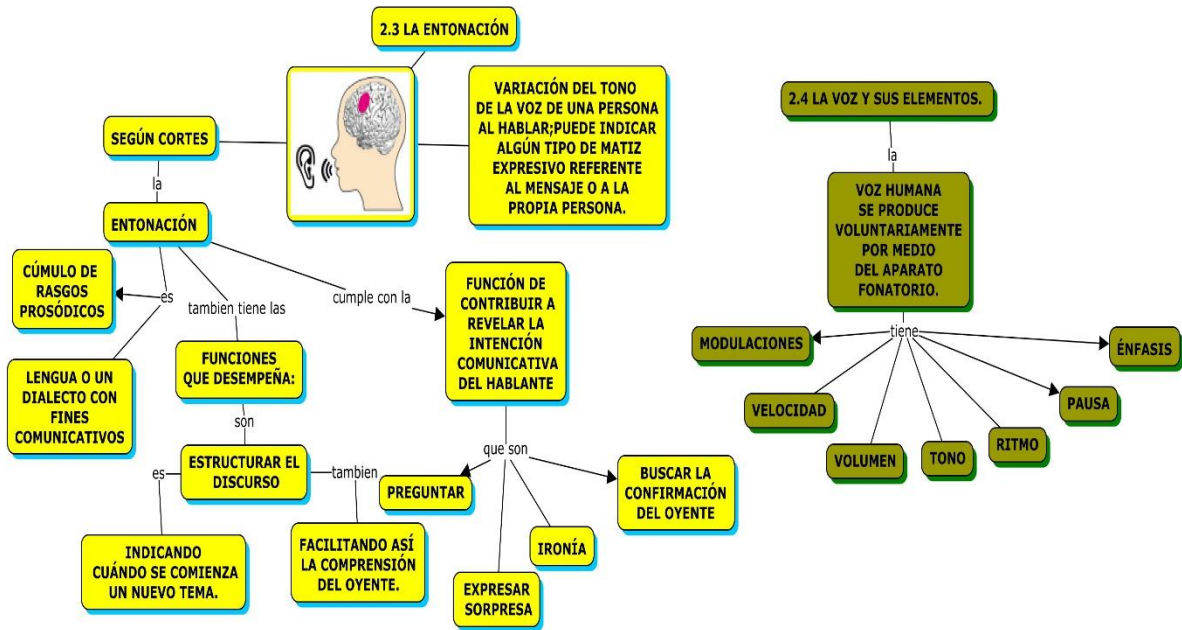 2.3 LA ENTONACIÓN
VARIACIÓN DEL TONO
DE LA VOZ DE UNA PERSONA
AL HABLAR;PUEDE INDICAR
ALGÚN TIPO DE MATIZ
EXPRESIVO REFERENTE
AL MENSAJE O A LA
PROPIA PERSONA.
SEGÚN CORTES
la
ENTONACIÓN
es
CÚMULO DE
RASGOS
PROSÓDICOS
LENGUA O UN
DIALECTO CON
FINES
COMUNICATIVOS
tambien tiene las
FUNCIONES
QUE DESEMPEÑA:
son
ESTRUCTURAR EL
DISCURSO
es
INDICANDO
CUÁNDO SE COMIENZA
UN NUEVO TEMA.
tambien
FACILITANDO ASÍ
LA COMPRENSIÓN
DEL OYENTE.
cumple con la
FUNCIÓN DE
CONTRIBUIR A
REVELAR LA
INTENCIÓN
COMUNICATIVA
DEL HABLANTE
que son
PREGUNTAR
EXPRESAR
SORPRESA
IRONÍA
BUSCAR LA
CONFIRMACIÓN
DEL OYENTE
2.4 LA VOZ Y SUS ELEMENTOS.
la
VOZ HUMANA
SE PRODUCE
VOLUNTARIAMENTE
POR MEDIO
DEL APARATO
FONATORIO.
tiene
MODULACIONES
VELOCIDAD
VOLUMEN
TONO
RITMO
PAUSA
ÉNFASIS